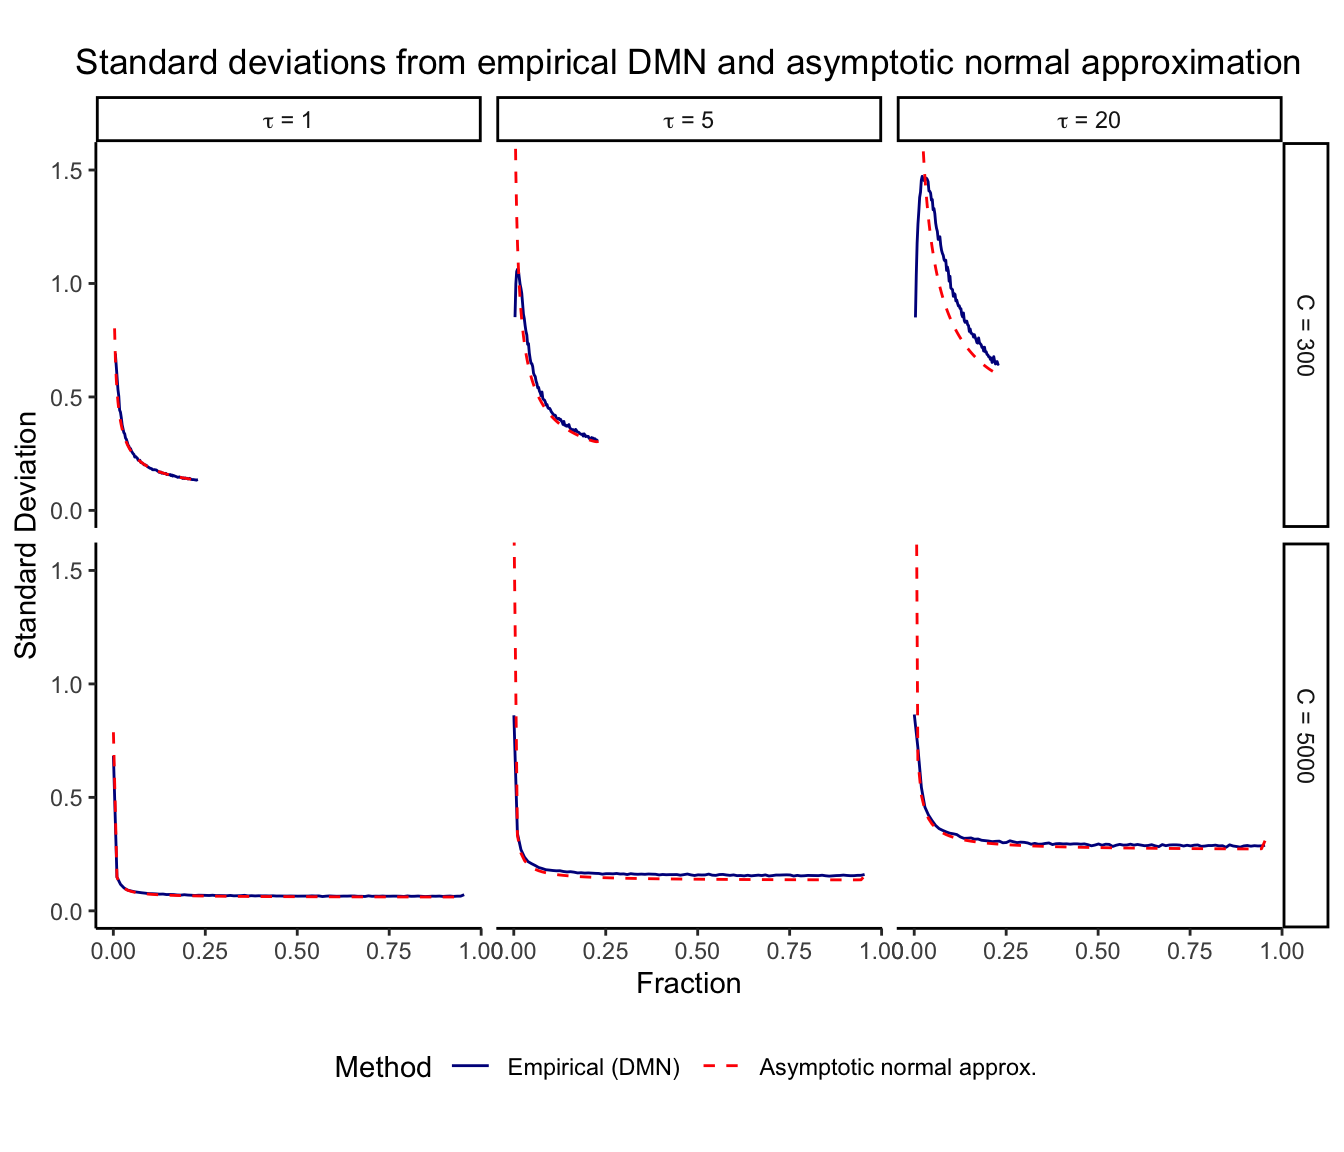 Standard deviations from empirical DMN and asymptotic normal approximation
τ = 1
τ = 5
τ = 20
1.5
1.0
0.5
0.0
C = 300
Standard Deviation
1.5
1.0
0.5
0.0
C = 5000
0.00 0.25 0.50 0.75 1.00
0.00 0.25 0.50 0.75 1.00
0.00 0.25 0.50 0.75 1.00
Fraction
Method Empirical (DMN) Asymptotic normal approx.